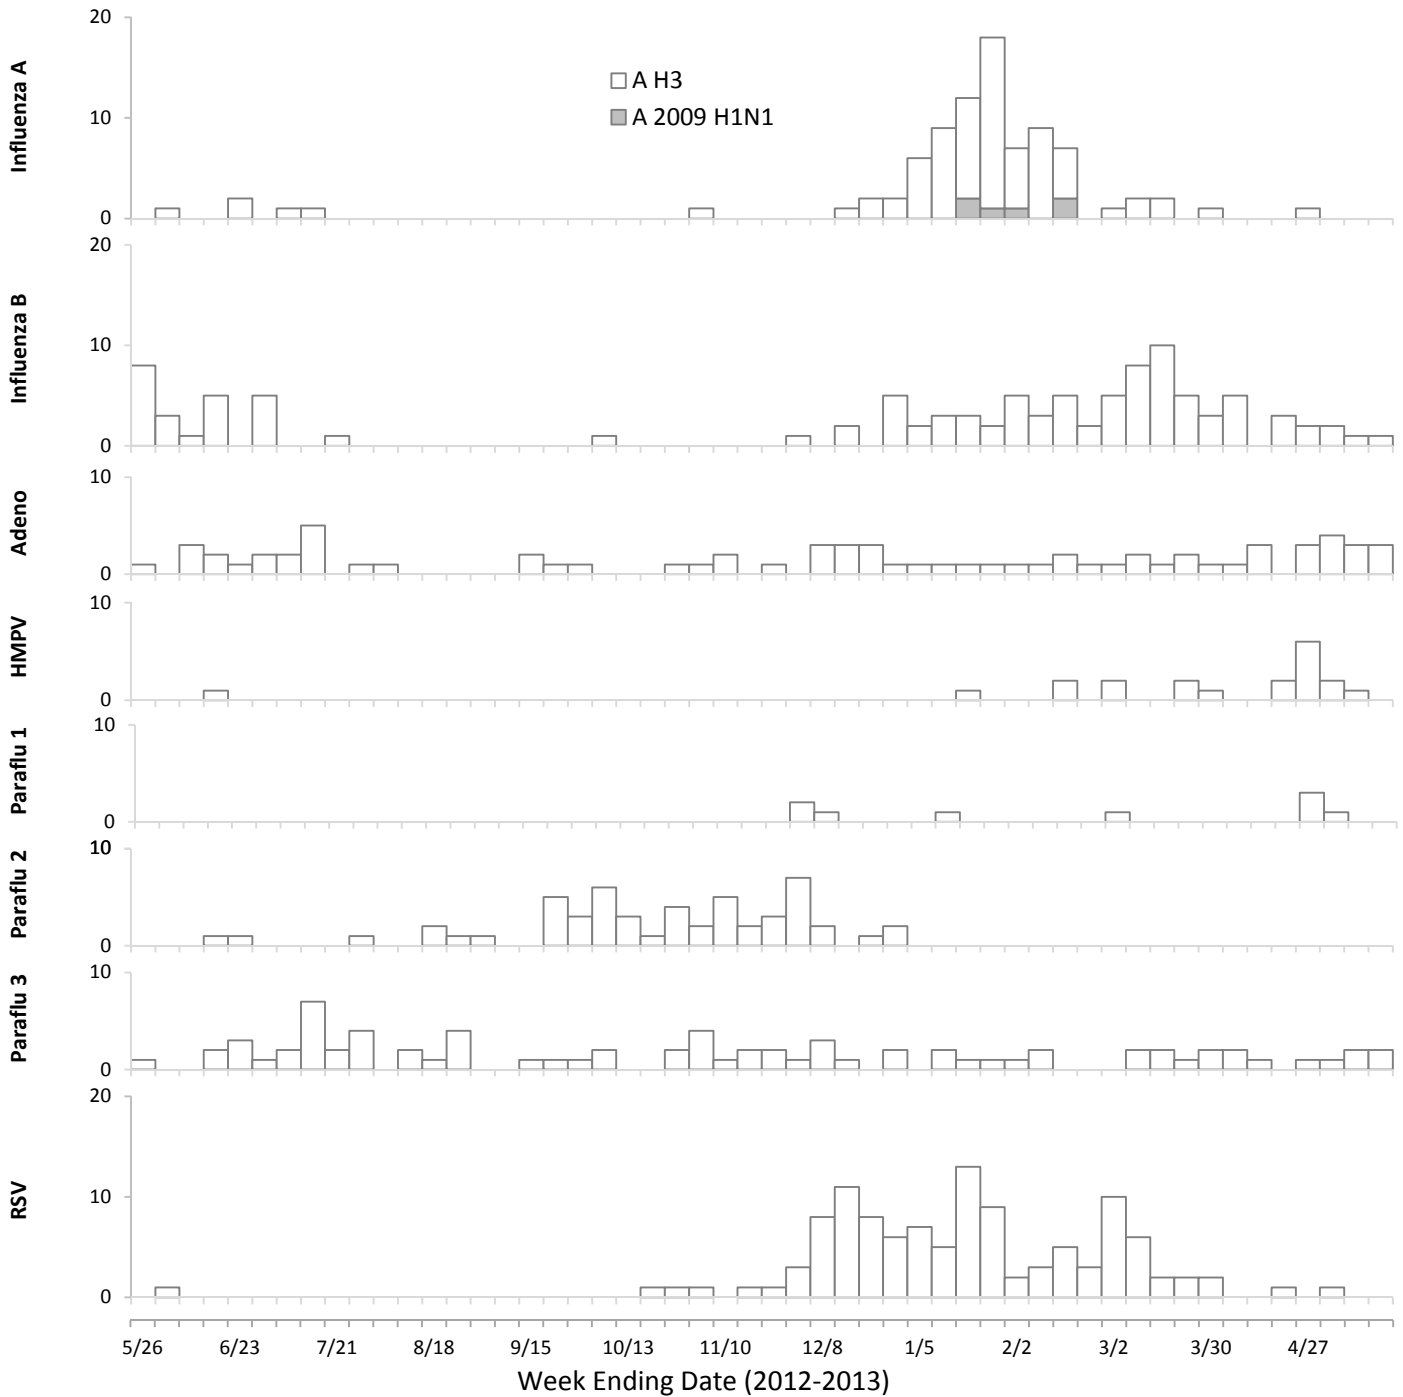 Influenza A
20
10
0
A H3
A 2009 H1N1
Influenza B
20
10
0
Adeno
10
0
HMPV
10
0
Paraflu 1
10
0
Paraflu 2
10
0
Paraflu 3
10
0
RSV
20
10
0
5/26 6/23 7/21 8/18 9/15 10/13 11/10 12/8 1/5 2/2 3/2 3/30 4/27
Week Ending Date (2012-2013)